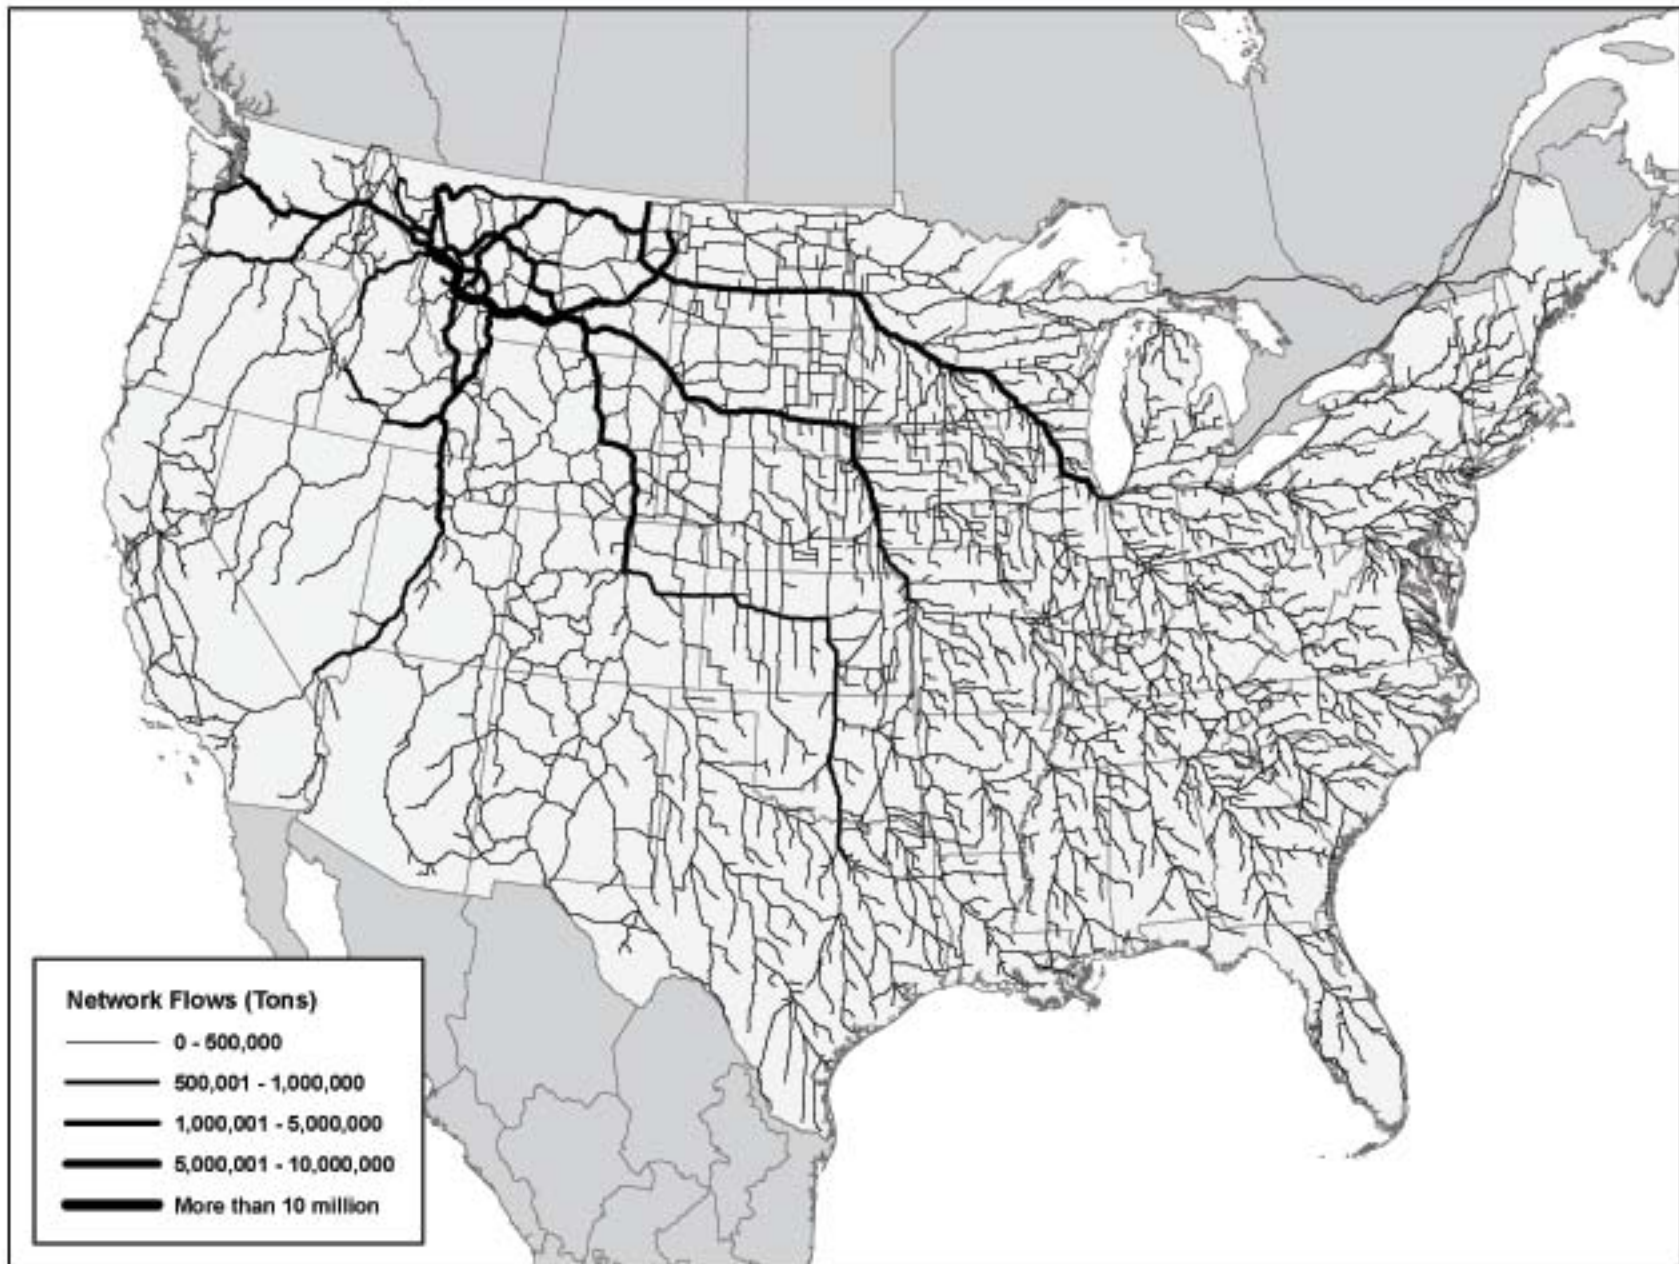 Network Flows (Tons)
0 - 500,000
500,001 - 1,000,000
1,000,001 - 5,000,000
5,000,001 - 10,000,000
More than 10 million